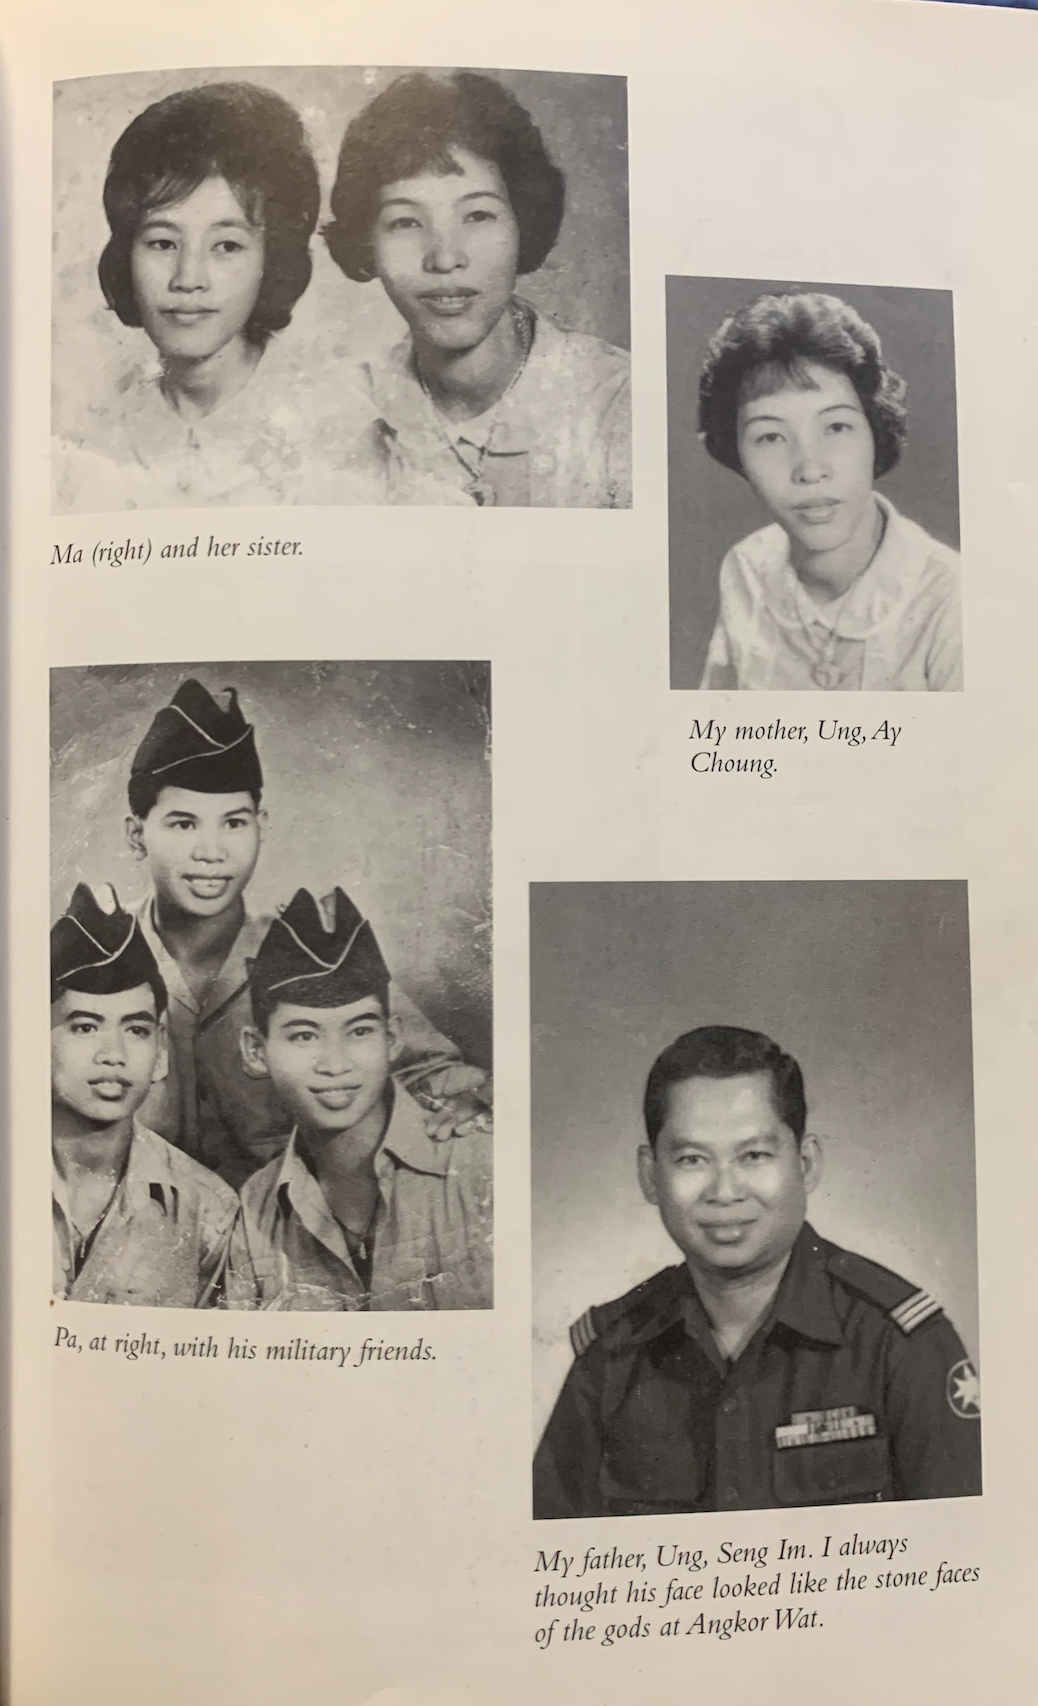 Ma (right) and her sister.
My mother, Ung, Ay
Choung.
Pa, at right, with his military friends.
My father, Ung, Seng Im. I always
thought his face looked like the stone faces
of the gods at Angkor Wat.